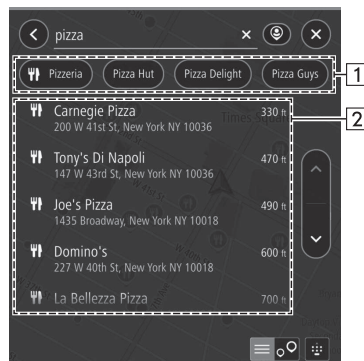 pizza
Pizzeria Pizza Hut Pizza Delight Pizza Guys
1
Carnegie Pizza 330 ft
200 W 41st St, New York NY 10036
2
Tony's Di Napoli 470 ft
147 W 43rd St, New York NY 10036
Joe's Pizza 490 ft
1435 Broadway, New York NY 10018
Domino's 600 ft
227 W 40th St, New York NY 10018
La Bellezza Pizza 700 ft